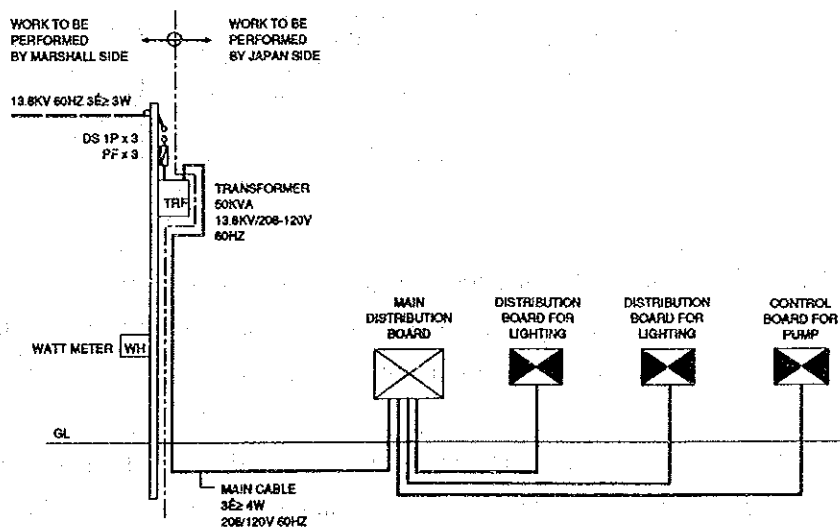 WORK TO BE
PERFORMED
BY MARSHALL SIDE
WORK TO BE
PERFORMED
BY JAPAN SIDE
13.8KV 60HZ 3É≥ 3W
DS 1P x 3
PF x 3
TRF
TRANSFORMER
50KVA
13.8KV/208-120V
60HZ
MAIN
DISTRIBUTION
BOARD
DISTRIBUTION
BOARD FOR
LIGHTING
DISTRIBUTION
BOARD FOR
LIGHTING
CONTROL
BOARD FOR
PUMP
WATT METER
WH
GL
MAIN CABLE
3É≥ 4W
208/120V 60HZ